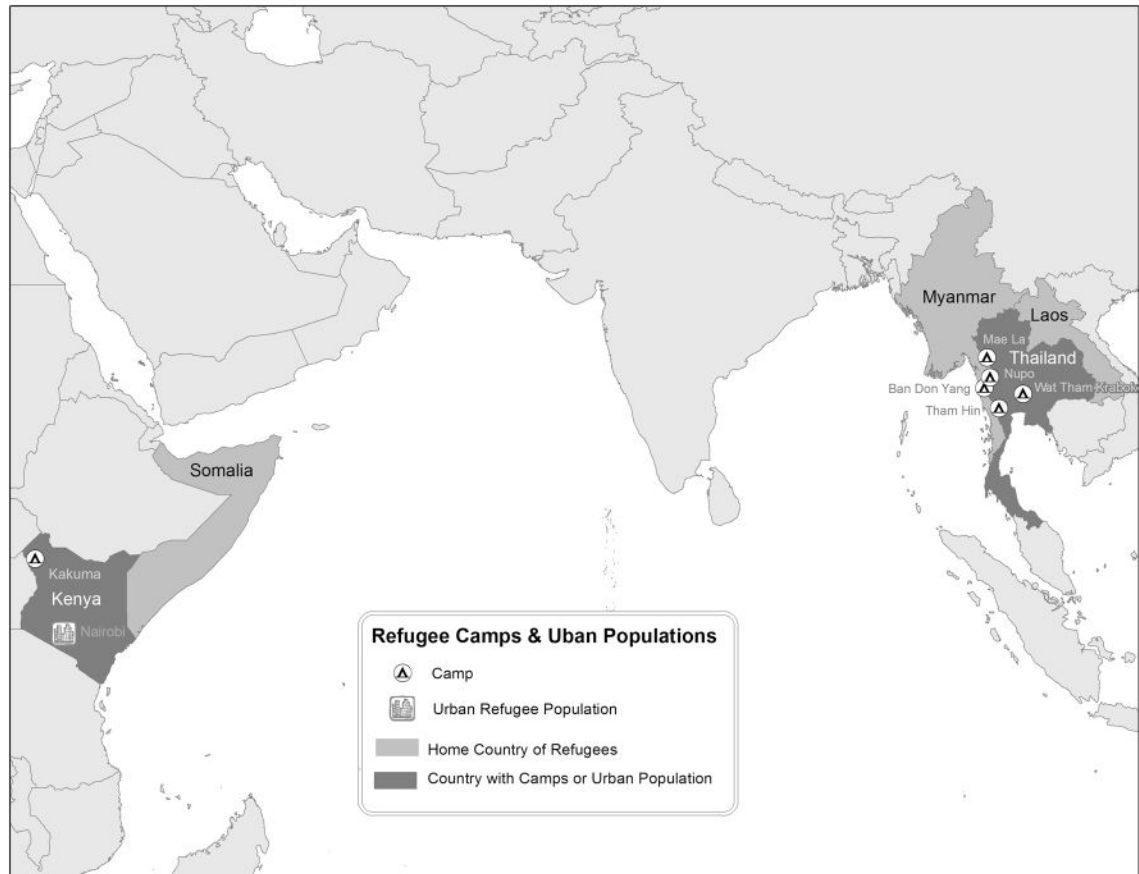 Myanmar
Laos
Mae La
Thailand
Nupo
Ban Don Yang
Wat Tham Krabok
Tham Hin
Somalia
Kakuma
Kenya
Nairobi
Refugee Camps & Uban Populations
Camp
Urban Refugee Population
Home Country of Refugees
Country with Camps or Urban Population